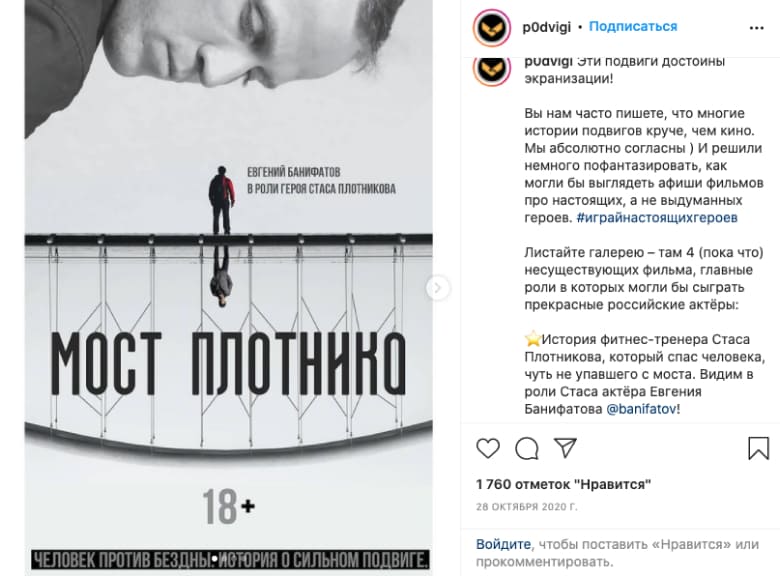 ЕВГЕНИЙ БАНИФАТОВ
В РОЛИ ГЕРОЯ СТАСА ПЛОТНИКОВА
МОСТ ПЛОТНИКА
18+
ЧЕЛОВЕК ПРОТИВ БЕЗДНЫ. ИСТОРИЯ О СИЛЬНОМ ПОДВИГЕ.
p0dvigi • Подписаться
p0dvigi Эти подвиги достойны
экранизации!
Вы нам часто пишете, что многие
истории подвигов круче, чем кино.
Мы абсолютно согласны ) И решили
немного пофантазировать, как
могли бы выглядеть афиши фильмов
про настоящих, а не выдуманных
героев. #играйнастоящихгероев
Листайте галерею – там 4 (пока что)
несуществующих фильма, главные
роли в которых могли бы сыграть
прекрасные российские актёры:
⭐История фитнес-тренера Стаса
Плотникова, который спас человека,
чуть не упавшего с моста. Видим в
роли Стаса актёра Евгения
Банифатова @banifatov!
1 760 отметок "Нравится"
28 ОКТЯБРЯ 2020 Г.
Войдите, чтобы поставить «Нравится» или
прокомментировать.